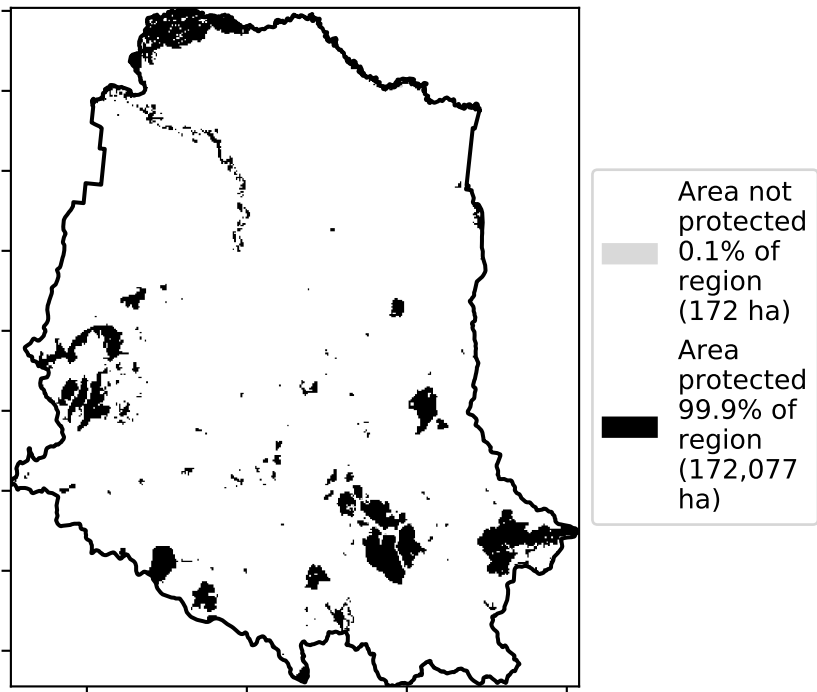 Area not
protected
0.1% of
region
(172 ha)
Area
protected
99.9% of
region
(172,077
ha)